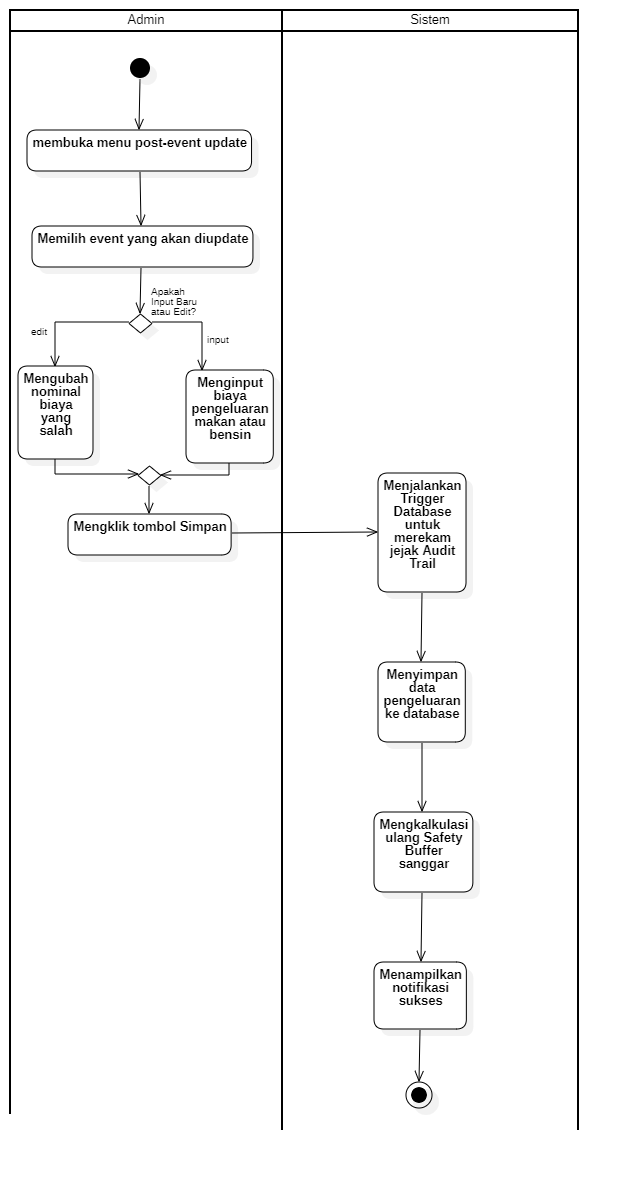 Admin
Sistem
membuka menu post-event update
Memilih event yang akan diupdate
Apakah
Input Baru
atau Edit?
edit
input
Mengubah
nominal
biaya
yang
salah
Menginput
biaya
pengeluaran
makan atau
bensin
Mengklik tombol Simpan
Menjalankan
Trigger
Database
untuk
merekam
jejak Audit
Trail
Menyimpan
data
pengeluaran
ke database
Mengkalkulasi
ulang Safety
Buffer
sanggar
Menampilkan
notifikasi
sukses